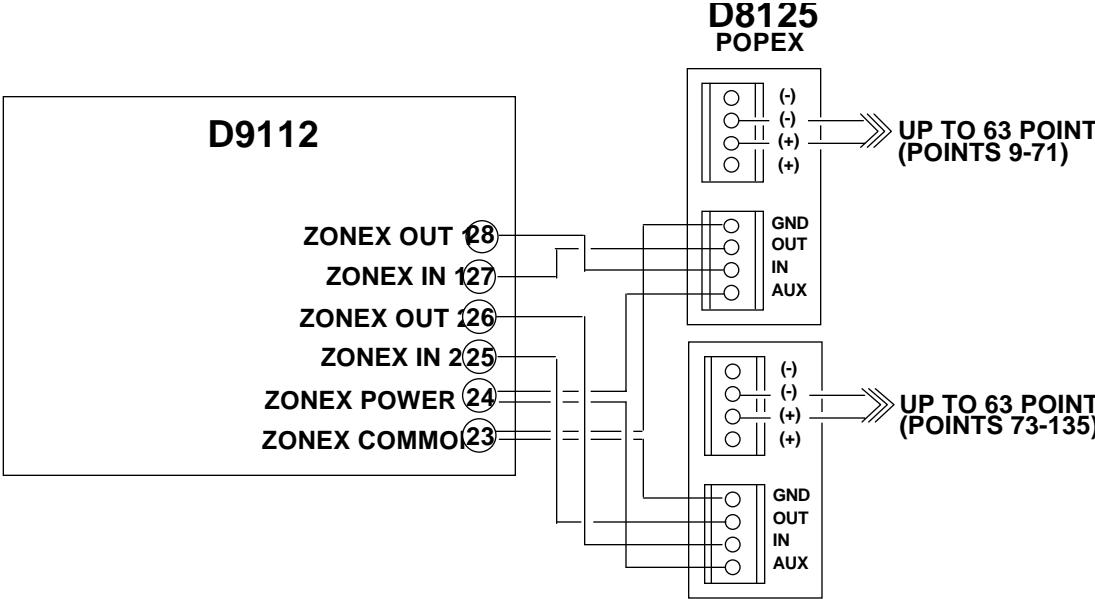 D8125
POPEX
D9112
(-)
(-)
(+)
(+)
UP TO 63 POINT
(POINTS 9-71)
ZONEX OUT 1
28
ZONEX IN 1
27
ZONEX OUT 2
26
ZONEX IN 2
25
ZONEX POWER
24
ZONEX COMMO
23
GND
OUT
IN
AUX
(-)
(-)
(+)
(+)
UP TO 63 POINT
(POINTS 73-135)
GND
OUT
IN
AUX